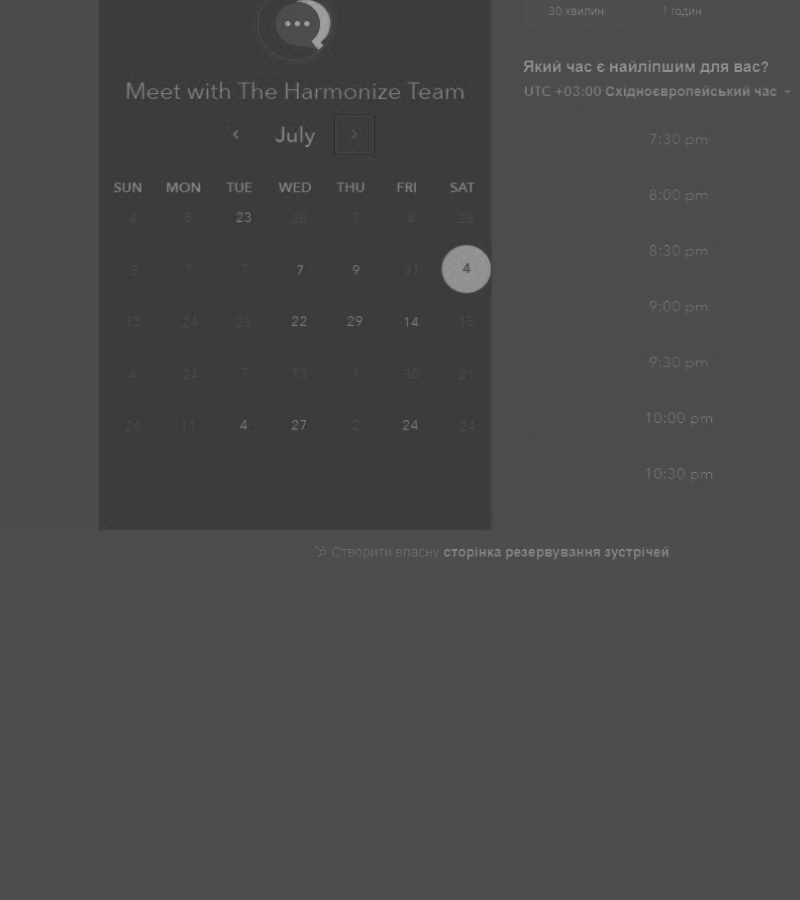 30 хвилин 1 годин
Meet with The Harmonize Team
July
SUN MON TUE WED THU FRI SAT
4 5 23 28 7 8 28
3 7 7 7 9 31 4
13 24 25 22 29 14 15
4 24 7 13 1 30 21
26 11 4 27 2 24 24
Який час є найліпшим для вас?
UTC +03:00 Східноєвропейський час
7:30 pm
8:00 pm
8:30 pm
9:00 pm
9:30 pm
10:00 pm
10:30 pm
Створити власну сторінка резервування зустрічей